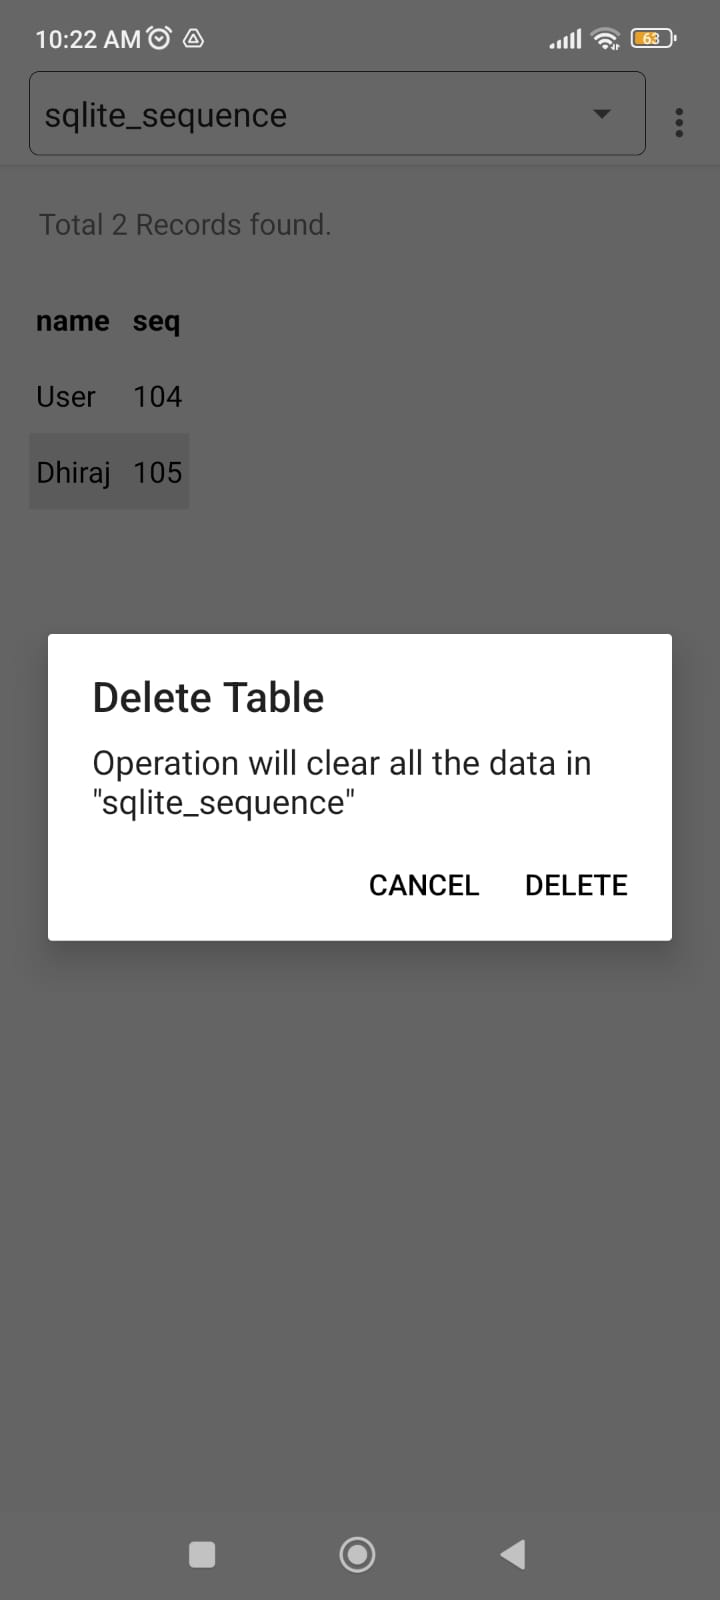 10:22 AM
63
sqlite_sequence
Total 2 Records found.
name seq
User 104
Dhiraj 105
Delete Table
Operation will clear all the data in
"sqlite_sequence"
CANCEL DELETE